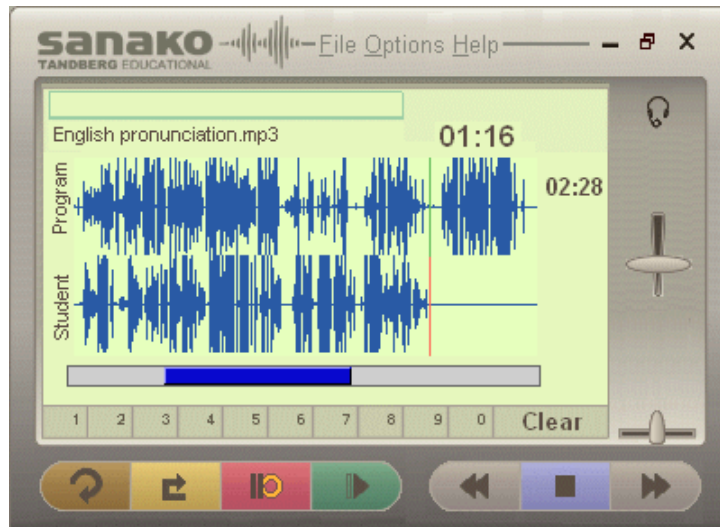 sanako File Options Help
TANDBERG EDUCATIONAL
English pronunciation.mp3 01:16
Program
02:28
Student
1 2 3 4 5 6 7 8 9 0 Clear